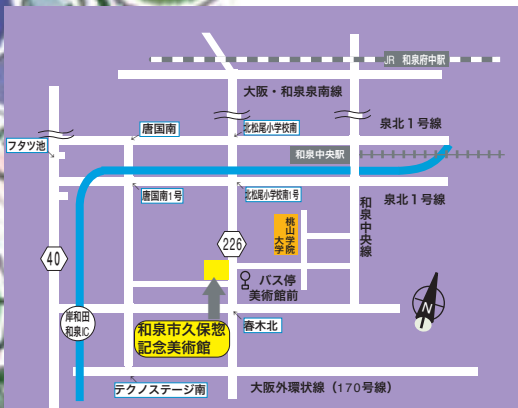 JR 和泉府中駅
大阪・和泉泉南線
唐国南
北松尾小学校南
泉北1号線
フタツ池
和泉中央駅
唐国南1号
北松尾小学校南1号
和泉中央線
泉北1号線
桃山学院
大学
226
40
バス停
美術館前
N
岸和田
和泉IC
和泉市久保惣
記念美術館
春木北
テクノステージ南
大阪外環状線（170号線）